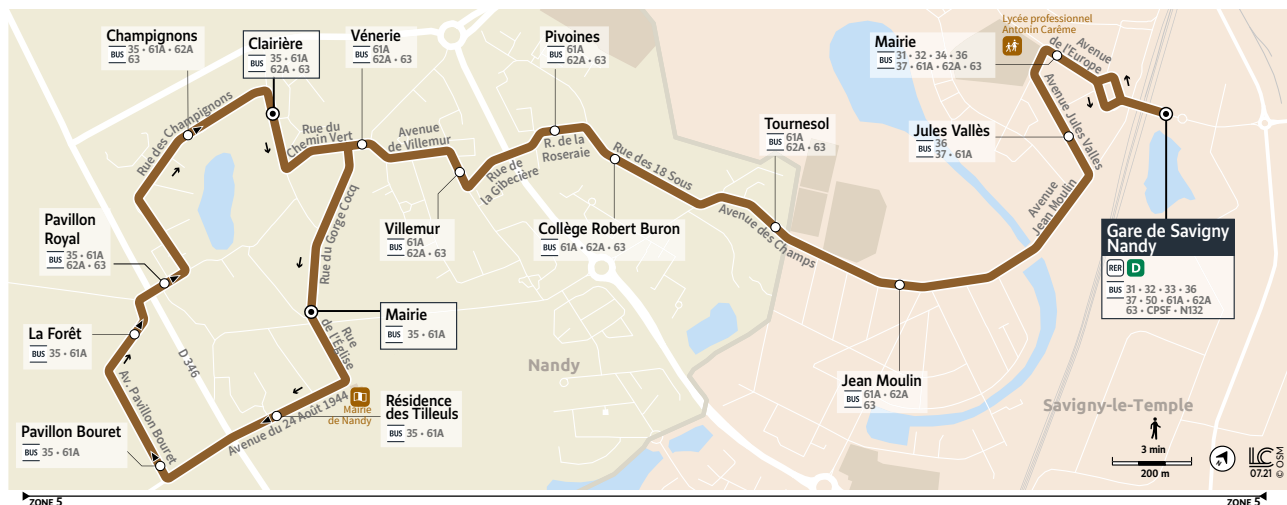 Champignons
BUS 35 • 61A • 62A
63
Clairière
BUS 35 • 61A
62A • 63
Vénerie
BUS 61A
62A • 63
Pivoines
BUS 61A
62A • 63
Lycée professionnel
Antonin Carême
Mairie
BUS 31 • 32 • 34 • 36
37 • 61A • 62A • 63
Avenue
de l'Europe
Rue des Champignons
Rue du
Chemin Vert
Avenue
de Villemur
Rue de
la Gibecière
R. de la
Roseraie
Rue des 18 Sous
Tournesol
BUS 61A
62A • 63
Jules Vallès
BUS 36
37 • 61A
Avenue Jules Valles
Avenue
Jean Moulin
Pavillon
Royal
BUS 35 • 61A
62A • 63
Rue du Gorge Cocq
Villemur
BUS 61A
62A • 63
Collège Robert Buron
BUS 61A • 62A • 63
Avenue des Champs
Gare de Savigny
Nandy
RER D
BUS 31 • 32 • 33 • 36
37 • 50 • 61A • 62A
63 • CPSF • N132
La Forêt
BUS 35 • 61A
D 346
Mairie
BUS 35 • 61A
Rue
de l'Église
Nandy
Jean Moulin
BUS 61A • 62A
63
Av. Pavillon Bouret
Pavillon Bouret
BUS 35 • 61A
Avenue du 24 Août 1944
Mairie
de Nandy
Résidence
des Tilleuls
BUS 35 • 61A
Savigny-le-Temple
3 min
200 m
N
LC
07.21
© OSM
ZONE 5
ZONE 5